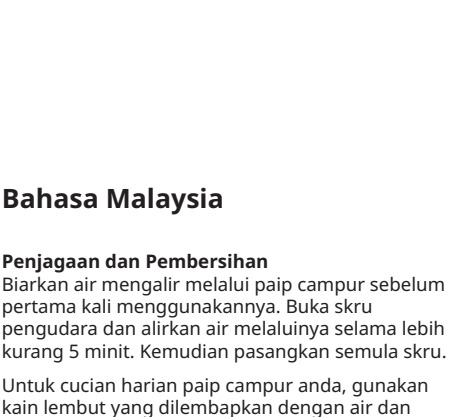 Bahasa Malaysia
Penjagaan dan Pembersihan
Biarkan air mengalir melalui paip campur sebelum
pertama kali menggunakannya. Buka skru
pengudara dan alirkan air melaluinya selama lebih
kurang 5 minit. Kemudian pasangkan semula skru.
Untuk cucian harian paip campur anda, gunakan
kain lembut yang dilembapkan dengan air dan